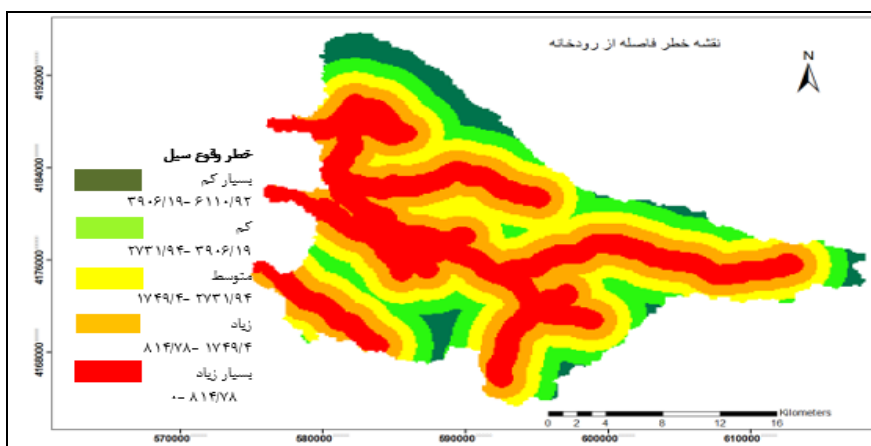 نقشه خطر فاصله از رودخانه
N
4192000
4184000
4176000
4168000
خطر وقوع سیل
بسیار کم
۳۹۰۶/۱۹ -۶۱۱۰/۹۲
کم
۲۷۳۱/۹۴ -۳۹۰۶/۱۹
متوسط
۱۷۴۹/۴ -۲۷۳۱/۹۴
زیاد
۸۱۴/۷۸ -۱۷۴۹/۴
بسیار زیاد
۰-۸۱۴/۷۸
Kilometers
0 2 4 8 12 16
570000 580000 590000 600000 610000